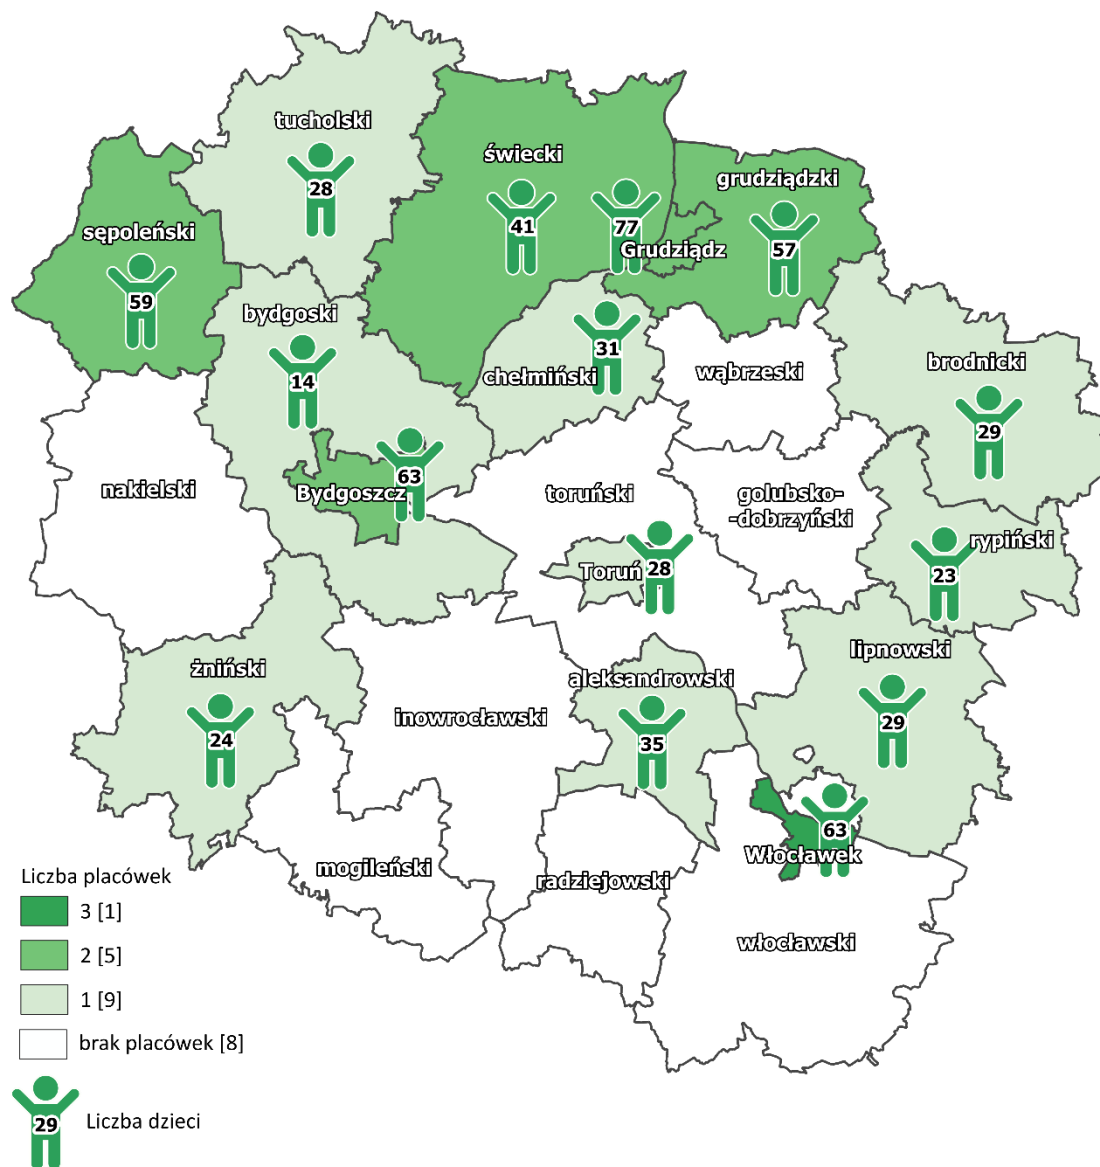 tucholski
28
świecki
41
77
grudziądzki
57
Grudziądz
sępoleński
59
bydgoski
14
chełmiński
31
wąbrzeski
brodnicki
29
nakielski
Bydgoszcz
63
toruński
golubsko-
-dobrzyński
rypiński
23
Toruń
28
żniński
24
inowrocławski
aleksandrowski
35
lipnowski
29
Włocławek
63
mogileński
radziejowski
włocławski
Liczba placówek
3 [1]
2 [5]
1 [9]
brak placówek [8]
29
Liczba dzieci